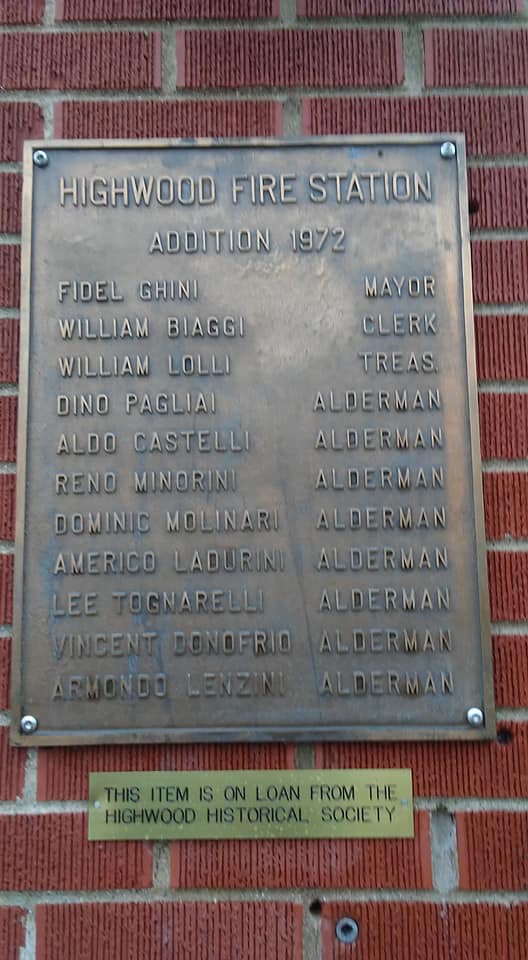 HIGHWOOD FIRE STATION
ADDITION 1972
FIDEL GHINI MAYOR
WILLIAM BIAGGI CLERK
WILLIAM LOLLI TREAS.
DINO PAGLIAI ALDERMAN
ALDO CASTELLI ALDERMAN
RENO MINORINI ALDERMAN
DOMINIC MOLINARI ALDERMAN
AMERICO LADURINI ALDERMAN
LEE TOGNARELLI ALDERMAN
VINCENT DONOFRIO ALDERMAN
ARMONDO LENZINI ALDERMAN
THIS ITEM IS ON LOAN FROM THE
HIGHWOOD HISTORICAL SOCIETY